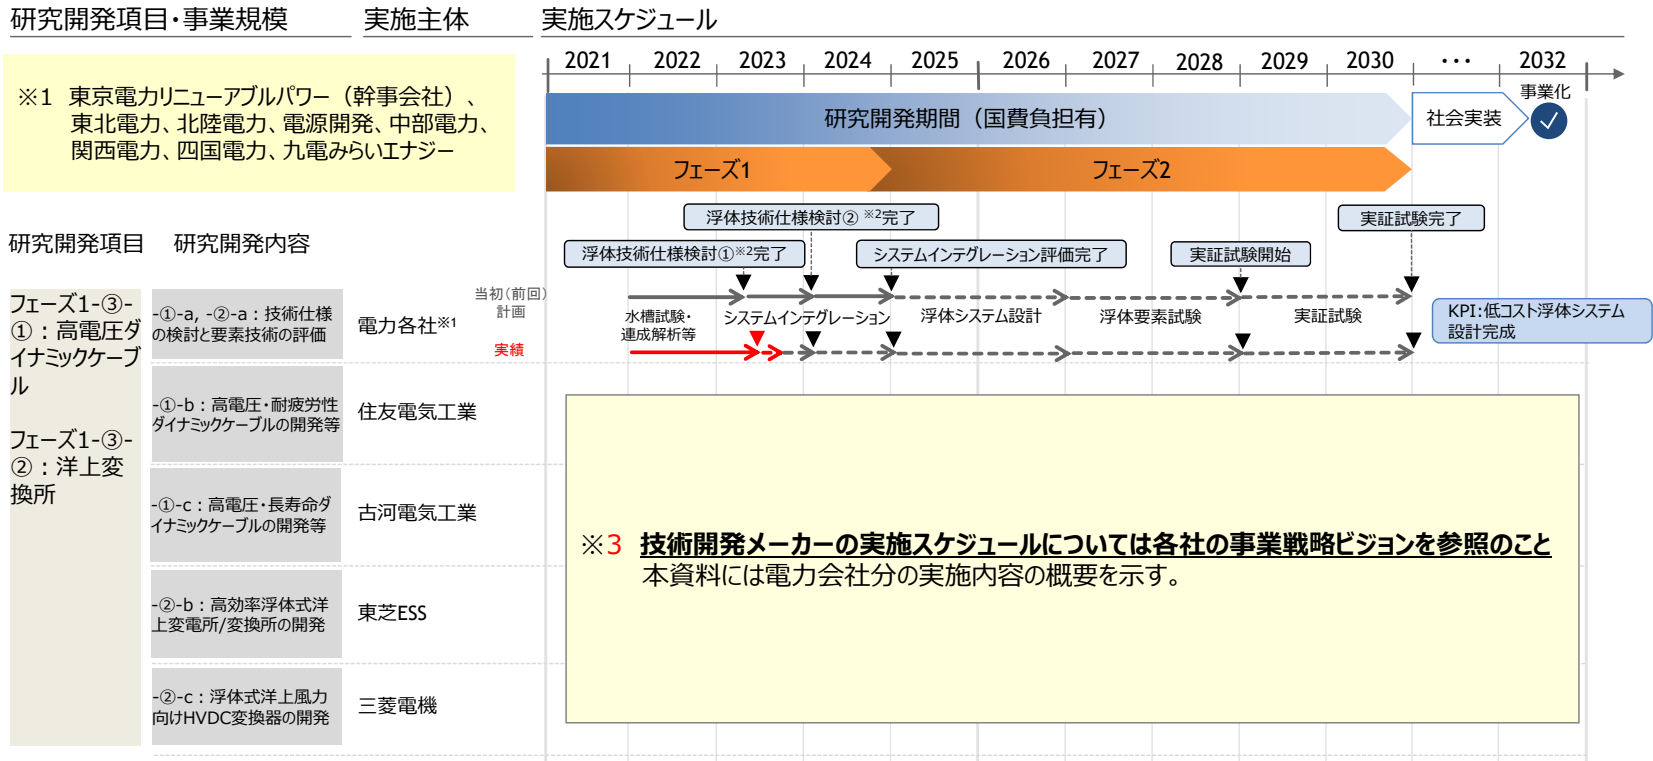 研究開発項目・事業規模
実施主体
実施スケジュール
2021 2022 2023 2024 2025 2026 2027 2028 2029 2030 ・・・ 2032
※1 東京電力リニューアブルパワー（幹事会社）、
東北電力、北陸電力、電源開発、中部電力、
関西電力、四国電力、九電みらいエナジー
事業化
研究開発期間（国費負担有）
社会実装
フェーズ1
フェーズ2
浮体技術仕様検討② ※2完了
実証試験完了
研究開発項目
研究開発内容
浮体技術仕様検討①※2完了
システムインテグレーション評価完了
実証試験開始
フェーズ1-③-
①：高電圧ダ
イナミックケーブ
ル
フェーズ1-③-
②：洋上変
換所
-①-a, -②-a：技術仕様
の検討と要素技術の評価
電力各社※1
当初（前回）
計画
実績
水槽試験・
連成解析等
システムインテグレーション
浮体システム設計
浮体要素試験
実証試験
KPI：低コスト浮体システム
設計完成
-①-b：高電圧・耐疲労性
ダイナミックケーブルの開発等
住友電気工業
-①-c：高電圧・長寿命ダ
イナミックケーブルの開発等
古河電気工業
※3 技術開発メーカーの実施スケジュールについては各社の事業戦略ビジョンを参照のこと
本資料には電力会社分の実施内容の概要を示す。
-②-b：高効率浮体式洋
上変電所/変換所の開発
東芝ESS
-②-c：浮体式洋上風力
向けHVDC変換器の開発
三菱電機